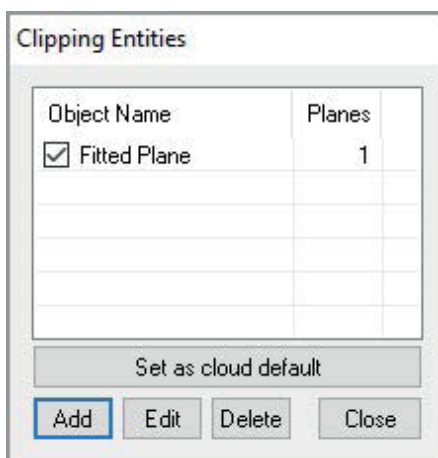 Clipping Entities
Object Name Planes
Fitted Plane 1
Set as cloud default
Add Edit Delete Close